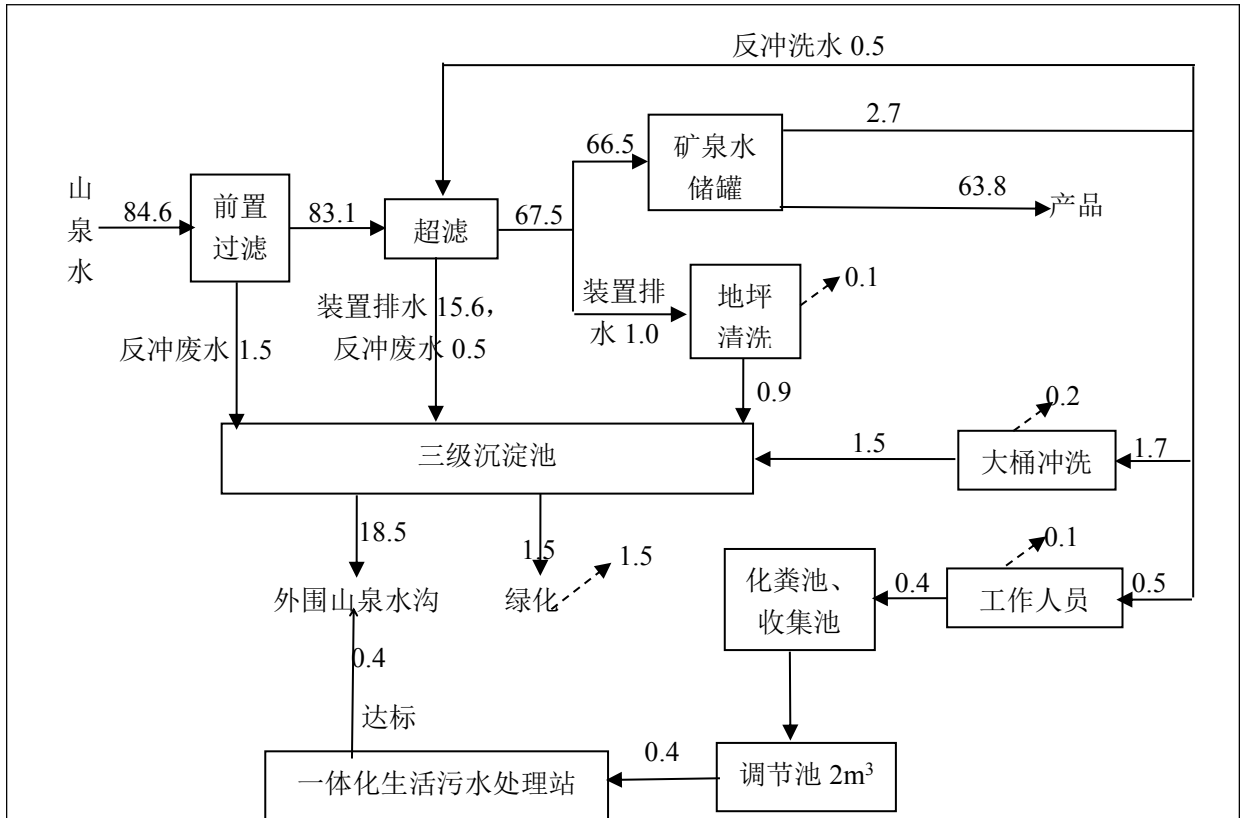 反冲洗水 0.5
2.7
66.5
矿泉水
储罐
63.8
产品
山
泉
水
84.6
前置
过滤
83.1
超滤
67.5
装置排
水 1.0
地坪
清洗
0.1
装置排水 15.6，
反冲废水 0.5
反冲废水 1.5
0.9
0.2
三级沉淀池
1.5
大桶冲洗
1.7
18.5
1.5
1.5
0.1
外围山泉水沟
绿化
化粪池、
收集池
0.4
工作人员
0.5
0.4
达标
一体化生活污水处理站
0.4
调节池 2m³